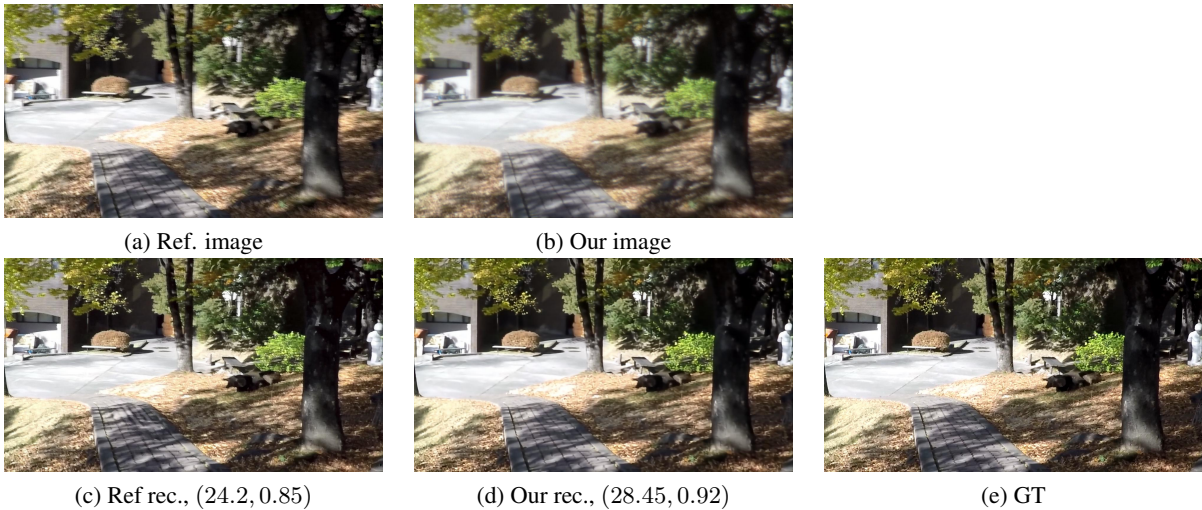 (a) Ref. image
(b) Our image
(c) Ref rec., (24.2, 0.85)
(d) Our rec., (28.45, 0.92)
(e) GT